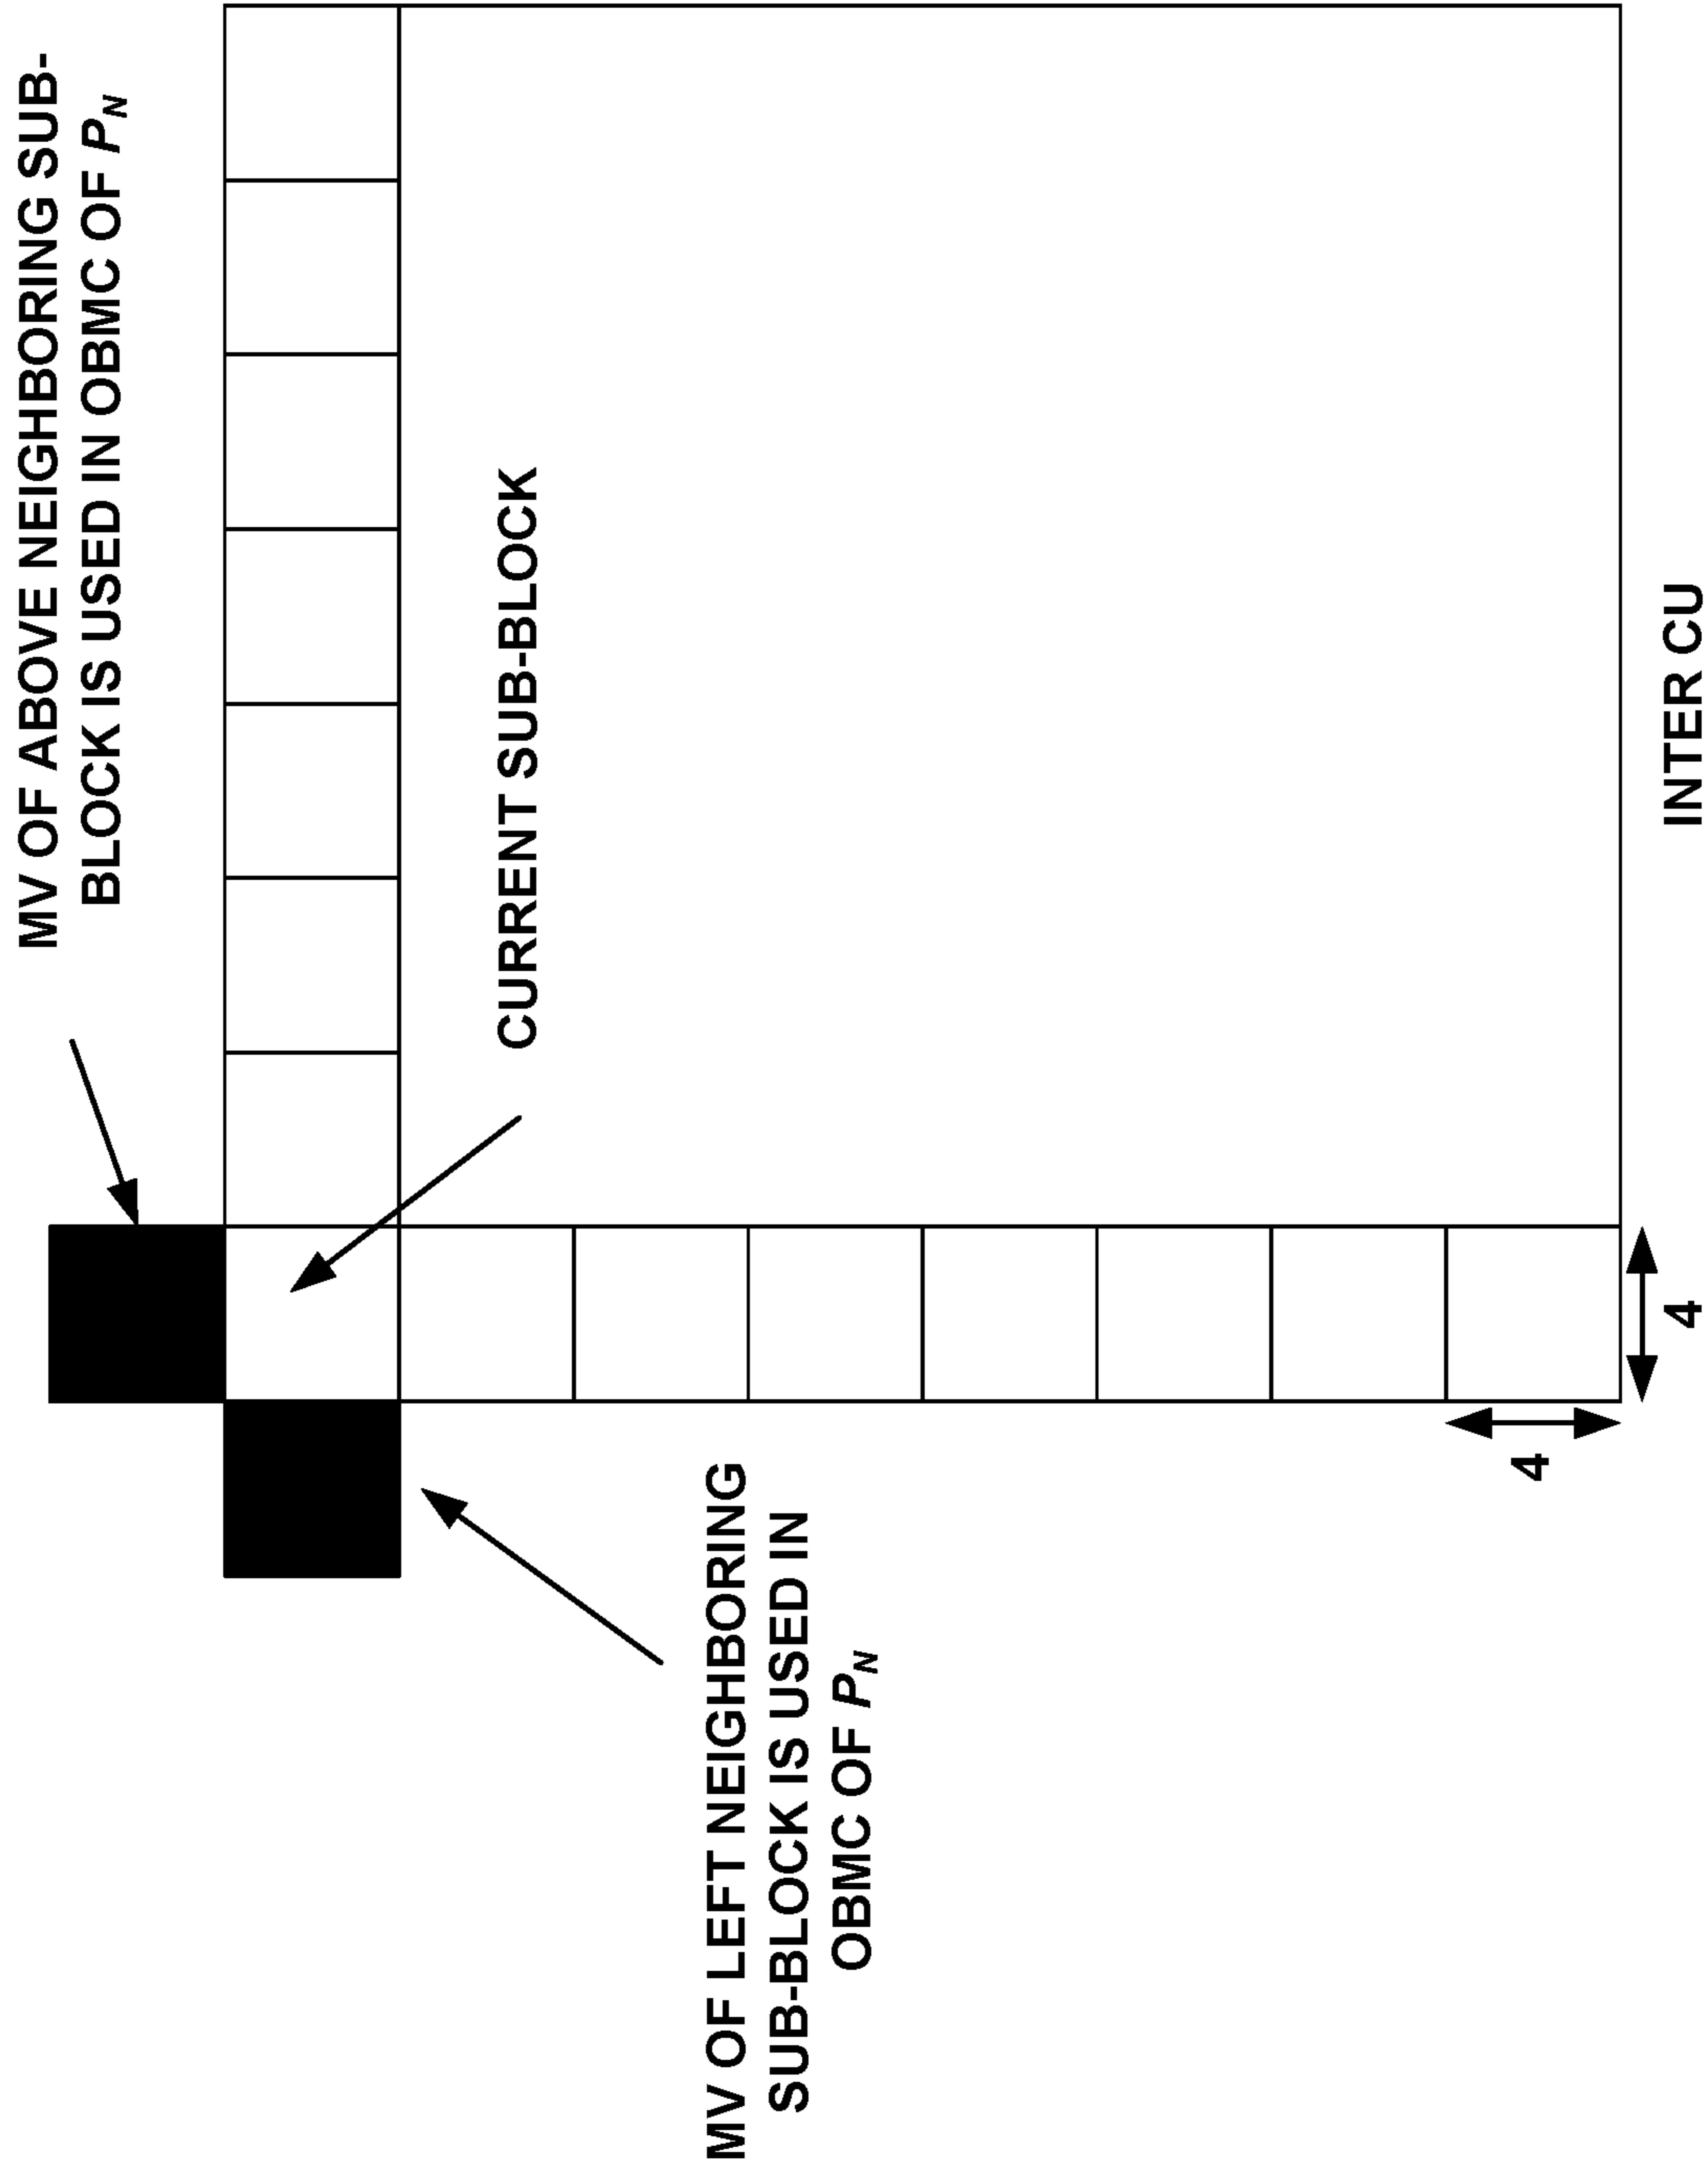 MV OF ABOVE NEIGHBORING SUB-
BLOCK IS USED IN OBMC OF PN
CURRENT SUB-BLOCK
MV OF LEFT NEIGHBORING
SUB-BLOCK IS USED IN
OBMC OF PN
4
4
INTER CU